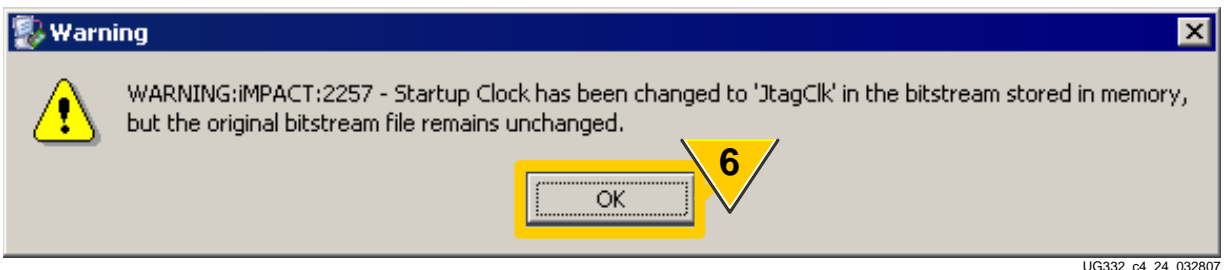 Warning
WARNING:iMPACT:2257 - Startup Clock has been changed to 'JtagClk' in the bitstream stored in memory,
but the original bitstream file remains unchanged.
6
OK
UG332_c4_24_032807